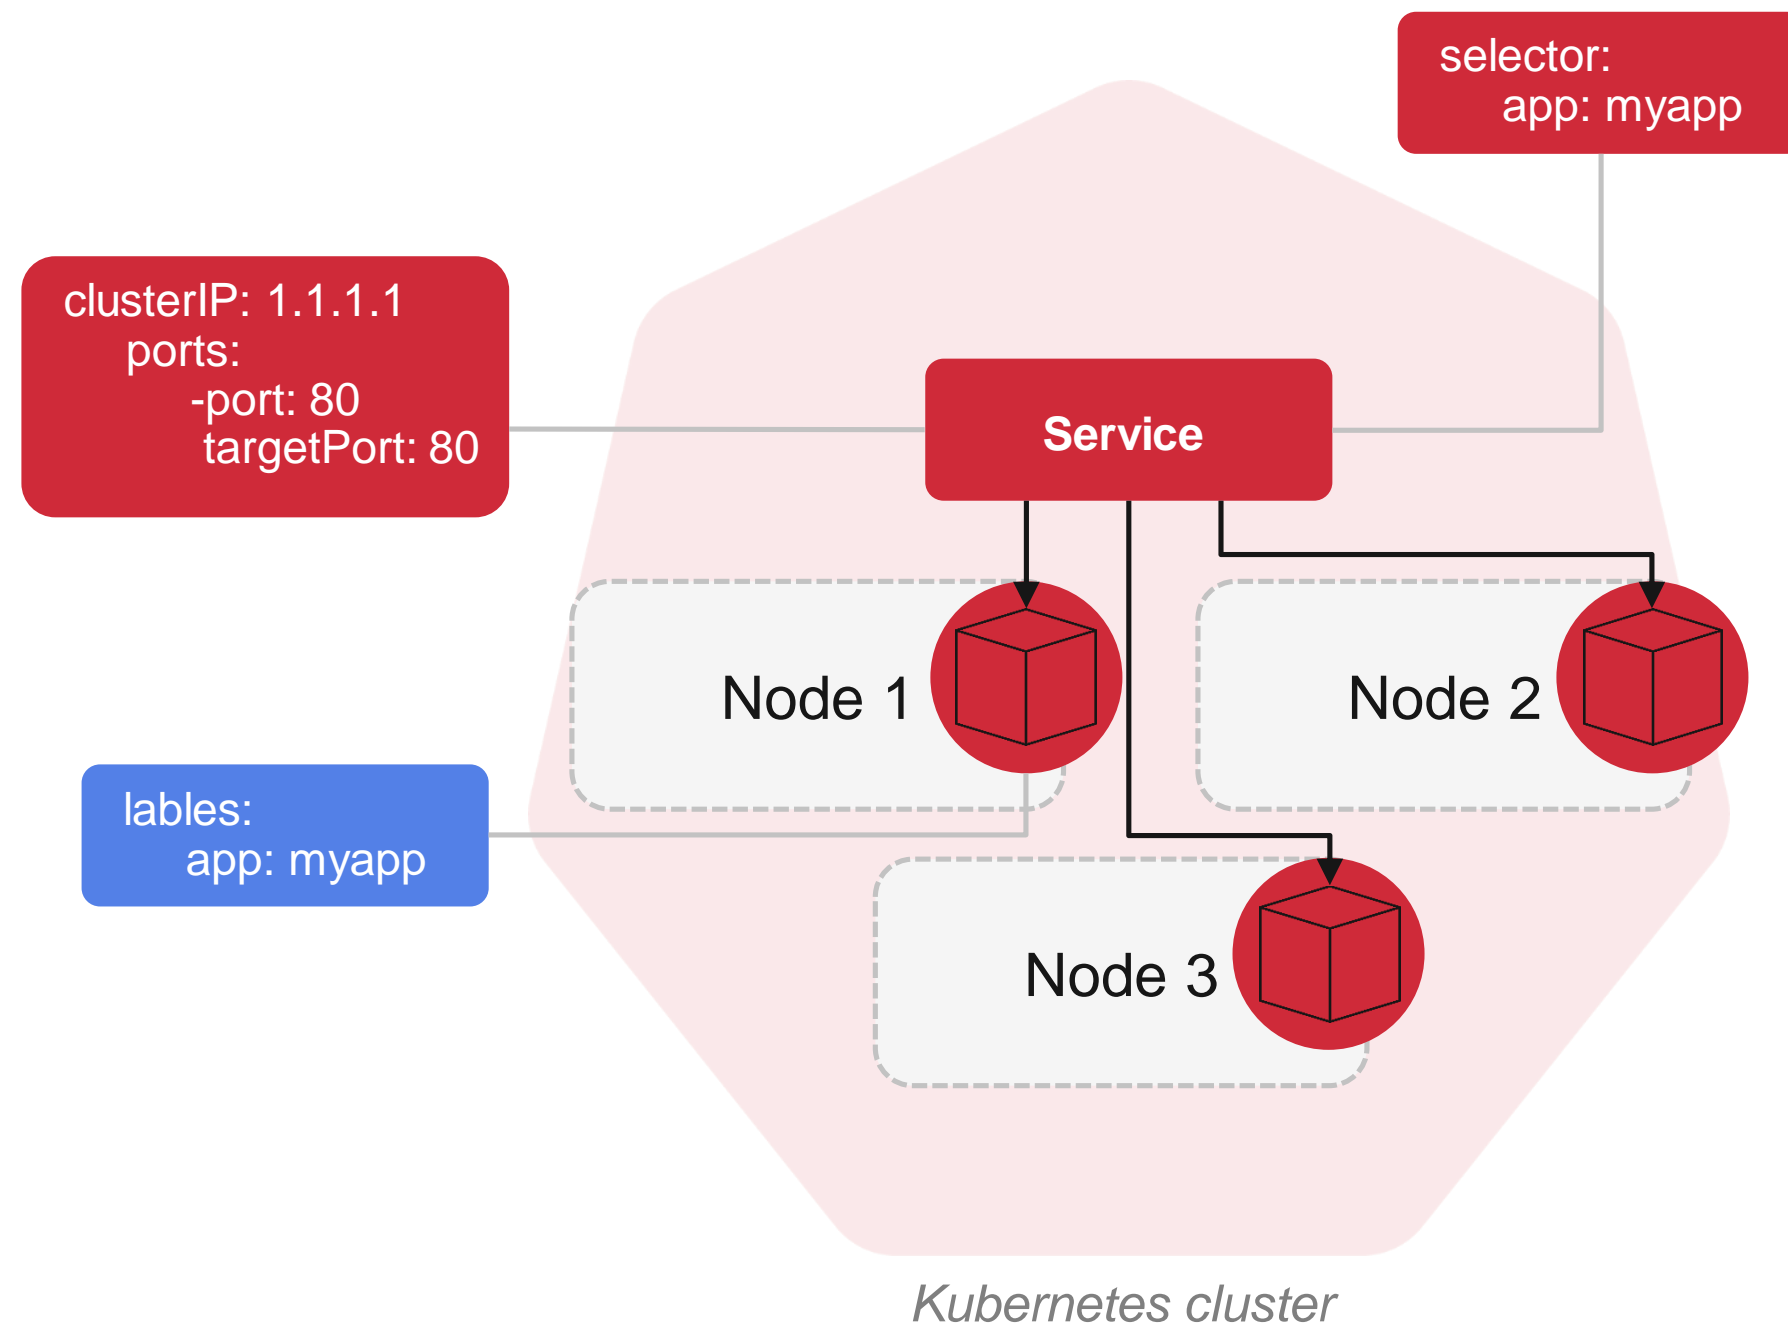 selector:
app: myapp
clusterIP: 1.1.1.1
ports:
-port: 80
targetPort: 80
Service
Node 1
Node 2
lables:
app: myapp
Node 3
Kubernetes cluster